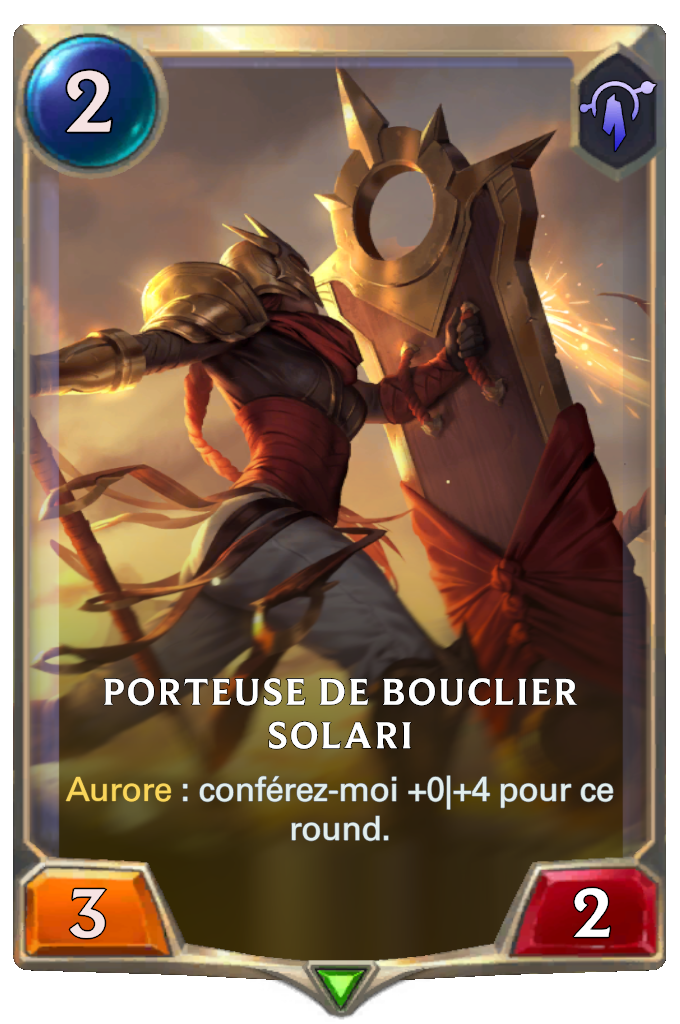 2
PORTEUSE DE BOUCLIER
SOLARI
Aurore : conférez-moi +0|+4 pour ce
round.
3
2